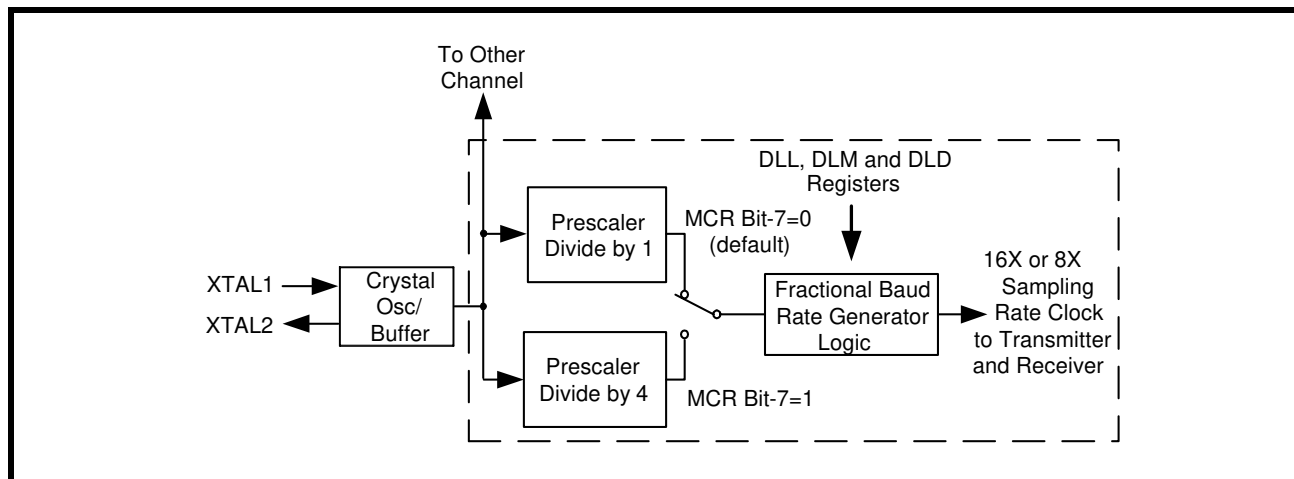 To Other
Channel
DLL, DLM and DLD
Registers
Prescaler
Divide by 1
MCR Bit-7=0
(default)
XTAL1
XTAL2
Crystal
Osc/
Buffer
Fractional Baud
Rate Generator
Logic
16X or 8X
Sampling
Rate Clock
to Transmitter
and Receiver
Prescaler
Divide by 4
MCR Bit-7=1